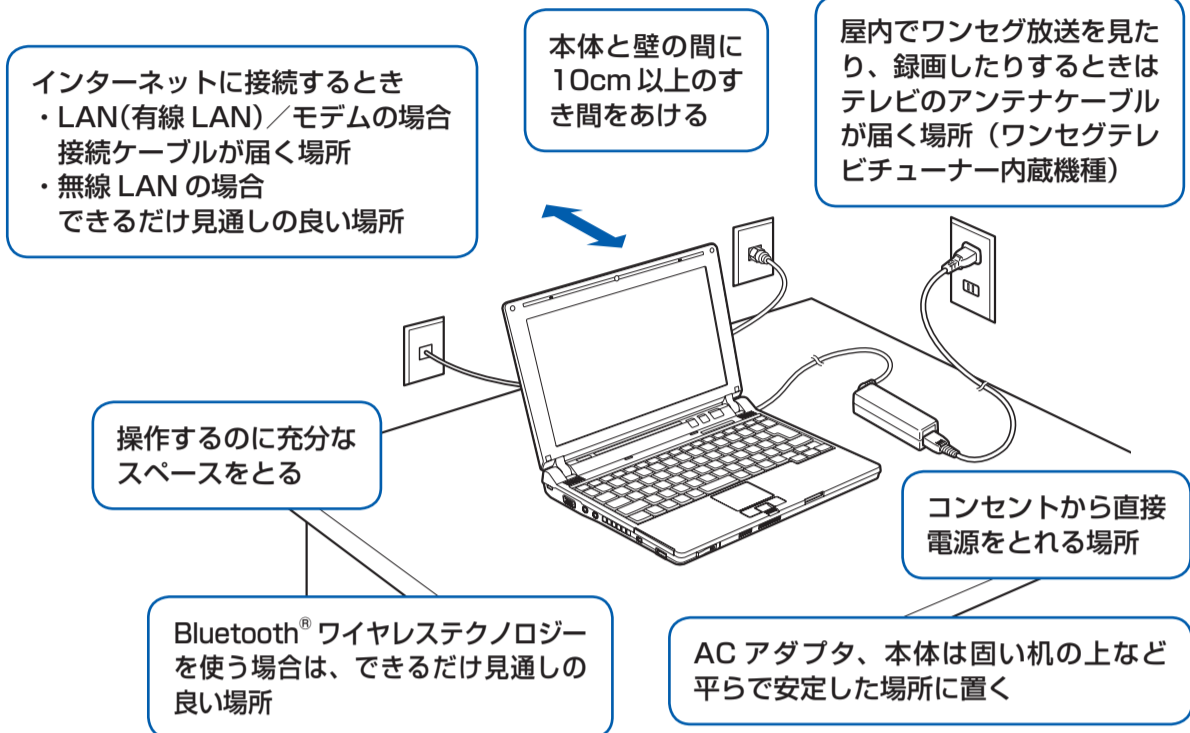 インターネットに接続するとき
・LAN(有線 LAN)／モデムの場合
接続ケーブルが届く場所
・無線 LAN の場合
できるだけ見通しの良い場所
本体と壁の間に
10cm 以上のす
き間をあける
屋内でワンセグ放送を見た
り、録画したりするときは
テレビのアンテナケーブル
が届く場所（ワンセグテレ
ビチューナー内蔵機種）
操作するのに充分な
スペースをとる
コンセントから直接
電源をとれる場所
Bluetooth® ワイヤレステクノロジー
を使う場合は、できるだけ見通しの
良い場所
AC アダプタ、本体は固い机の上など
平らで安定した場所に置く